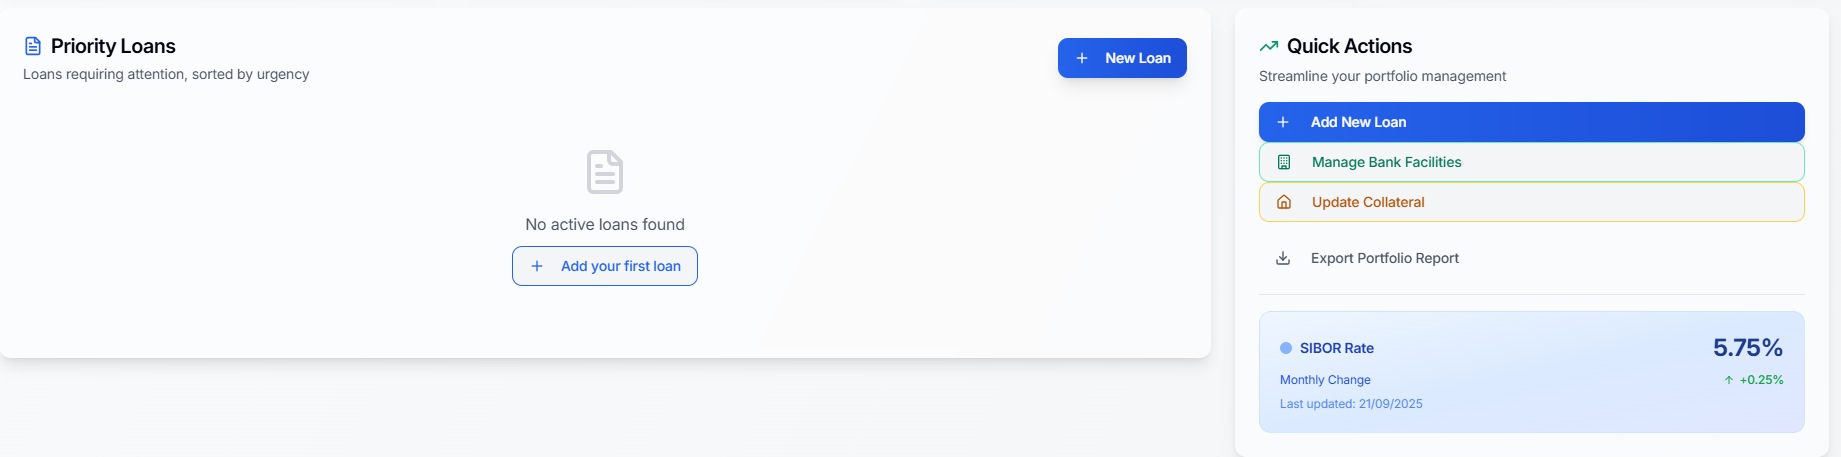 Priority Loans
Loans requiring attention, sorted by urgency
New Loan
No active loans found
Add your first loan
Quick Actions
Streamline your portfolio management
Add New Loan
Manage Bank Facilities
Update Collateral
Export Portfolio Report
SIBOR Rate 5.75%
Monthly Change ↑ +0.25%
Last updated: 21/09/2025